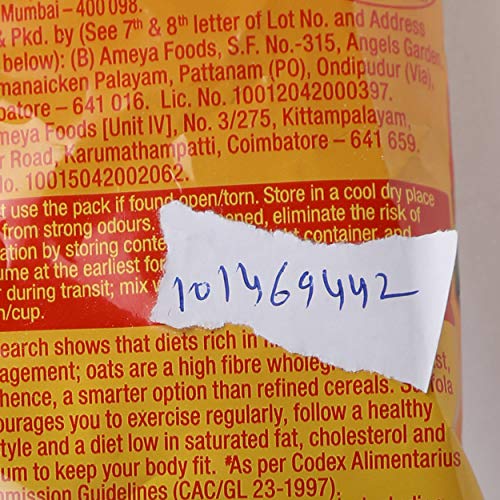 Mumbai – 400 098.
& Pkd. by (See 7th & 8th letter of Lot No. and Address
below): (B) Ameya Foods, S.F. No.-315, Angels Garden,
manaicken Palayam, Pattanam (PO), Ondipudur (Via),
batore – 641 016. Lic. No. 10012042000397.
meya Foods [Unit IV], No. 3/275, Kittampalayam,
r Road, Karumathampatti, Coimbatore – 641 659.
No. 10015042002062.
t use the pack if found open/torn. Store in a cool dry place
from strong odours. ened, eliminate the risk of
ation by storing conte ht container and
ume at the earliest for
r during transit; mix
n/cup.
101469442
earch shows that diets rich in
agement; oats are a high fibre wholeg st,
hence, a smarter option than refined cereals. Saffola
ourages you to exercise regularly, follow a healthy
style and a diet low in saturated fat, cholesterol and
um to keep your body fit. *As per Codex Alimentarius
mission Guidelines (CAC/GL 23-1997).